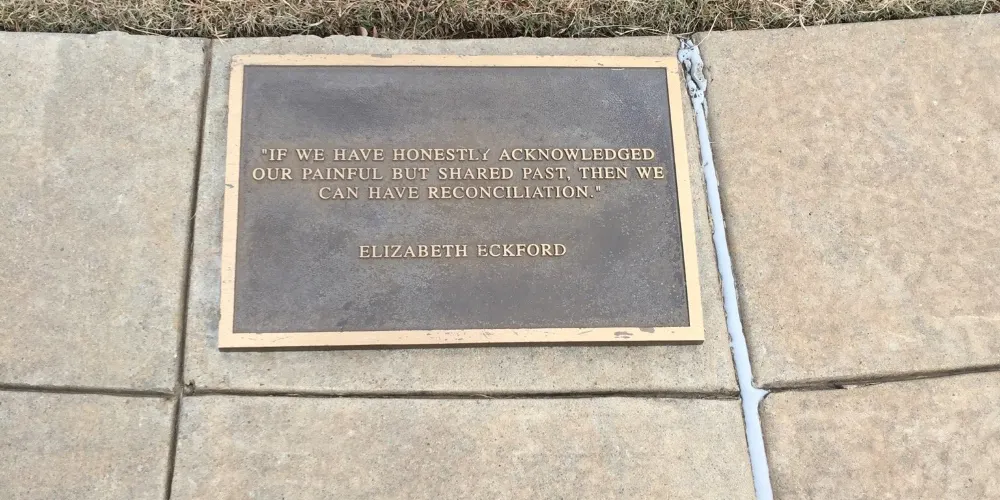 "IF WE HAVE HONESTLY ACKNOWLEDGED
OUR PAINFUL BUT SHARED PAST, THEN WE
CAN HAVE RECONCILIATION."
ELIZABETH ECKFORD